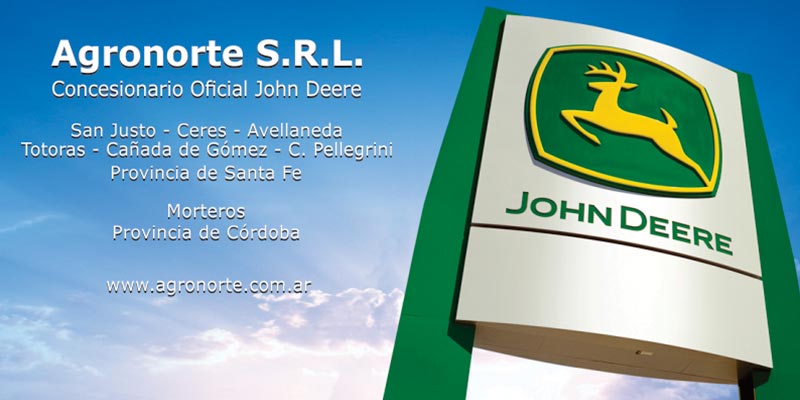 Agronorte S.R.L.
Concesionario Oficial John Deere
San Justo - Ceres - Avellaneda
Totoras - Cañada de Gómez - C. Pellegrini
Provincia de Santa Fe
Morteros
Provincia de Córdoba
www.agronorte.com.ar
JOHN DEERE